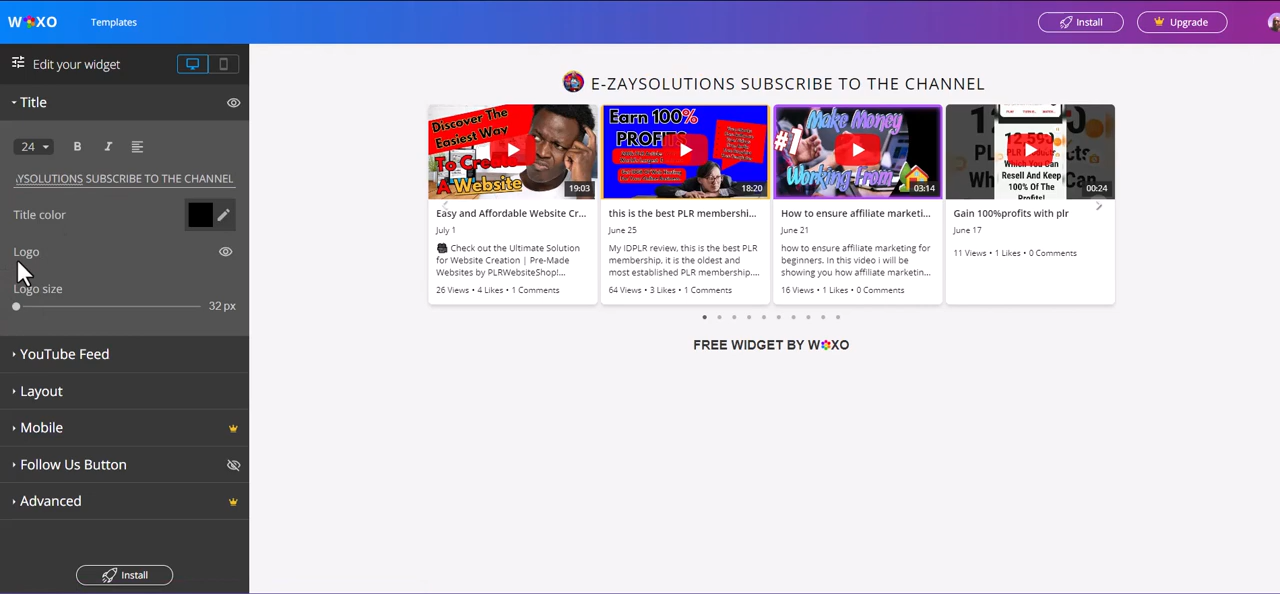 WOXO
Templates
Install
Upgrade
Edit your widget
Title
24
B I
YSOLUTIONS SUBSCRIBE TO THE CHANNEL
Title color
Logo
Logo size
32 px
YouTube Feed
Layout
Mobile
Follow Us Button
Advanced
Install
E-ZAYSOLUTIONS SUBSCRIBE TO THE CHANNEL
Discover The
Easiest Way
To Create
A Website
19:03
Easy and Affordable Website Cr...
July 1
Check out the Ultimate Solution
for Website Creation | Pre-Made
Websites by PLRWebsiteShop!...
26 Views • 4 Likes • 1 Comments
Earn 100%
PROFITS
18:20
this is the best PLR membershi...
June 25
My IDPLR review, this is the best PLR
membership, it is the oldest and
most established PLR membership....
64 Views • 3 Likes • 1 Comments
Make Money
#1
Working From
03:14
How to ensure affiliate marketi...
June 21
how to ensure affiliate marketing for
beginners. In this video i will be
showing you how affiliate marketin...
16 Views • 1 Likes • 0 Comments
12,590
PLR Products
Which You Can
Resell And Keep
100% Of The
Profits!
00:24
Gain 100%profits with plr
June 17
11 Views • 1 Likes • 0 Comments
FREE WIDGET BY WOXO